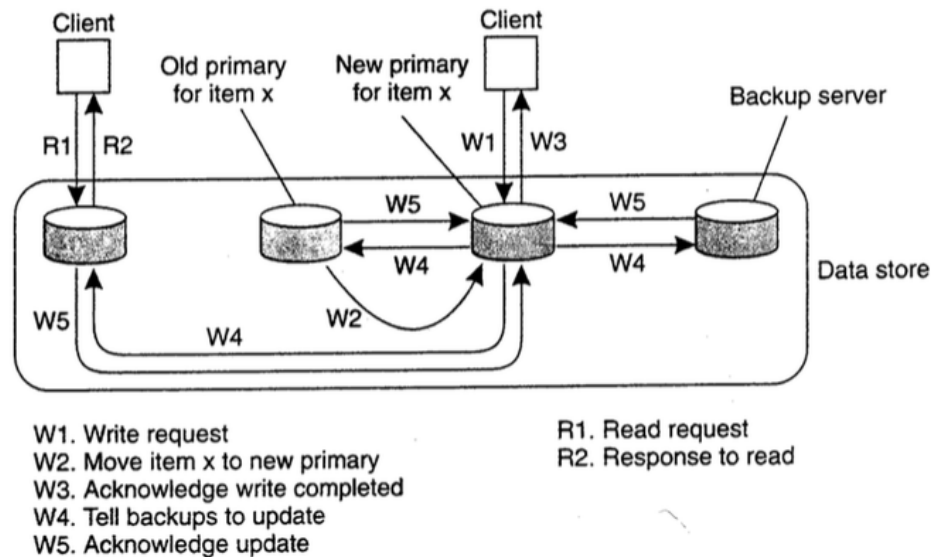 Client
Client
Old primary
for item x
New primary
for item x
Backup server
R1
R2
W1
W3
W5
W5
W4
W4
Data store
W2
W5
W4
W1. Write request
W2. Move item x to new primary
W3. Acknowledge write completed
W4. Tell backups to update
W5. Acknowledge update
R1. Read request
R2. Response to read